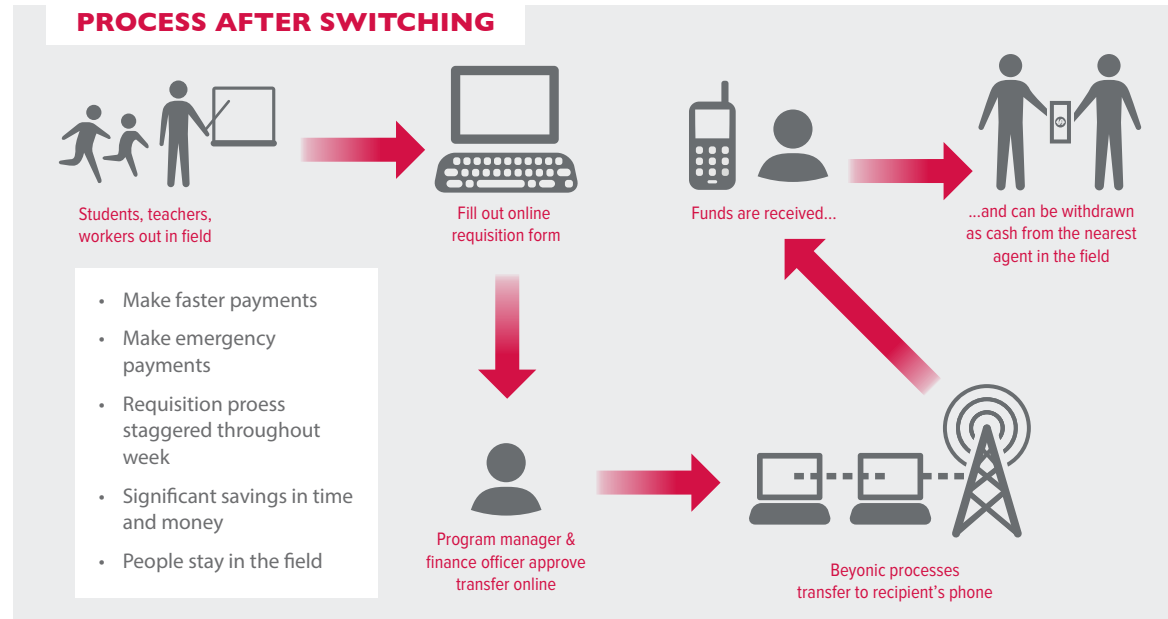 PROCESS AFTER SWITCHING
Students, teachers,
workers out in field
Fill out online
requisition form
Program manager &
finance officer approve
transfer online
Beyonic processes
transfer to recipient's phone
Funds are received...
...and can be withdrawn
as cash from the nearest
agent in the field
• Make faster payments
• Make emergency
payments
• Requisition proess
staggered throughout
week
• Significant savings in time
and money
• People stay in the field